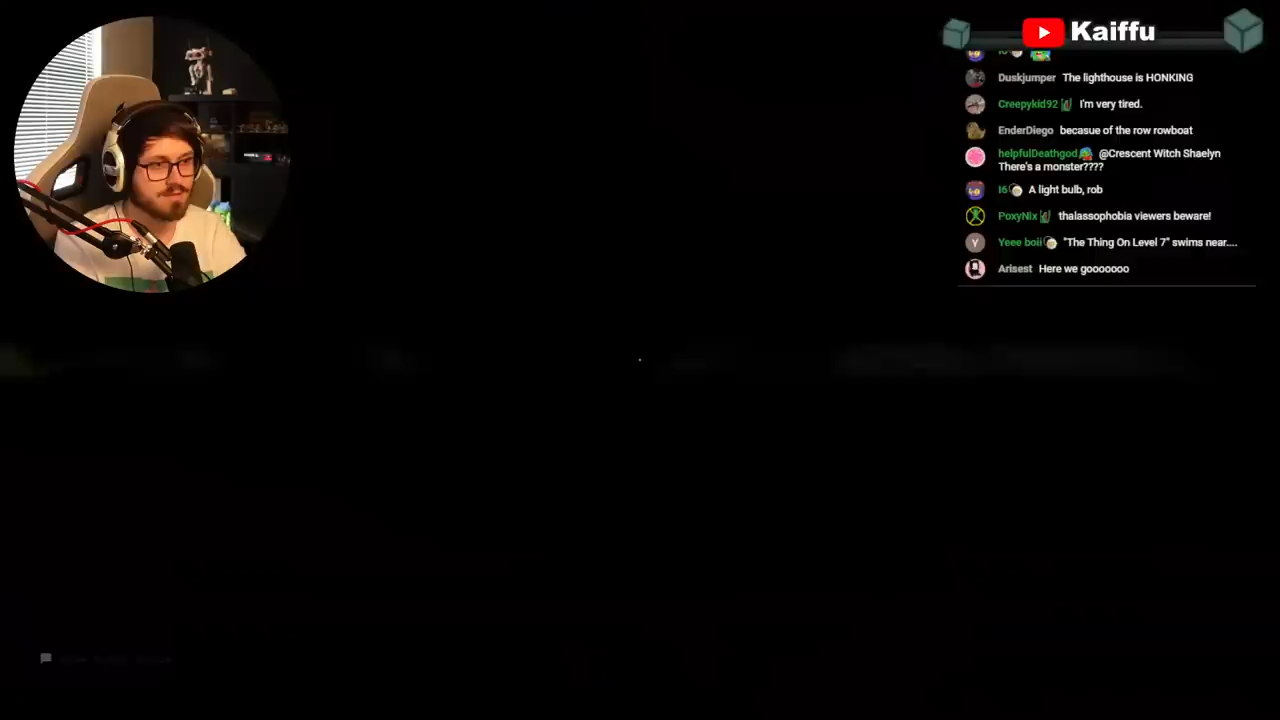 Kaiffu
Duskjumper The lighthouse is HONKING
Creepykid92 I'm very tired.
EnderDiego becasue of the row rowboat
helpfulDeathgod @Crescent Witch Shaelyn
There's a monster????
I6 A light bulb, rob
PoxyNix thalassophobia viewers beware!
Y Yeee boii "The Thing On Level 7" swims near....
Arisest Here we gooooooo